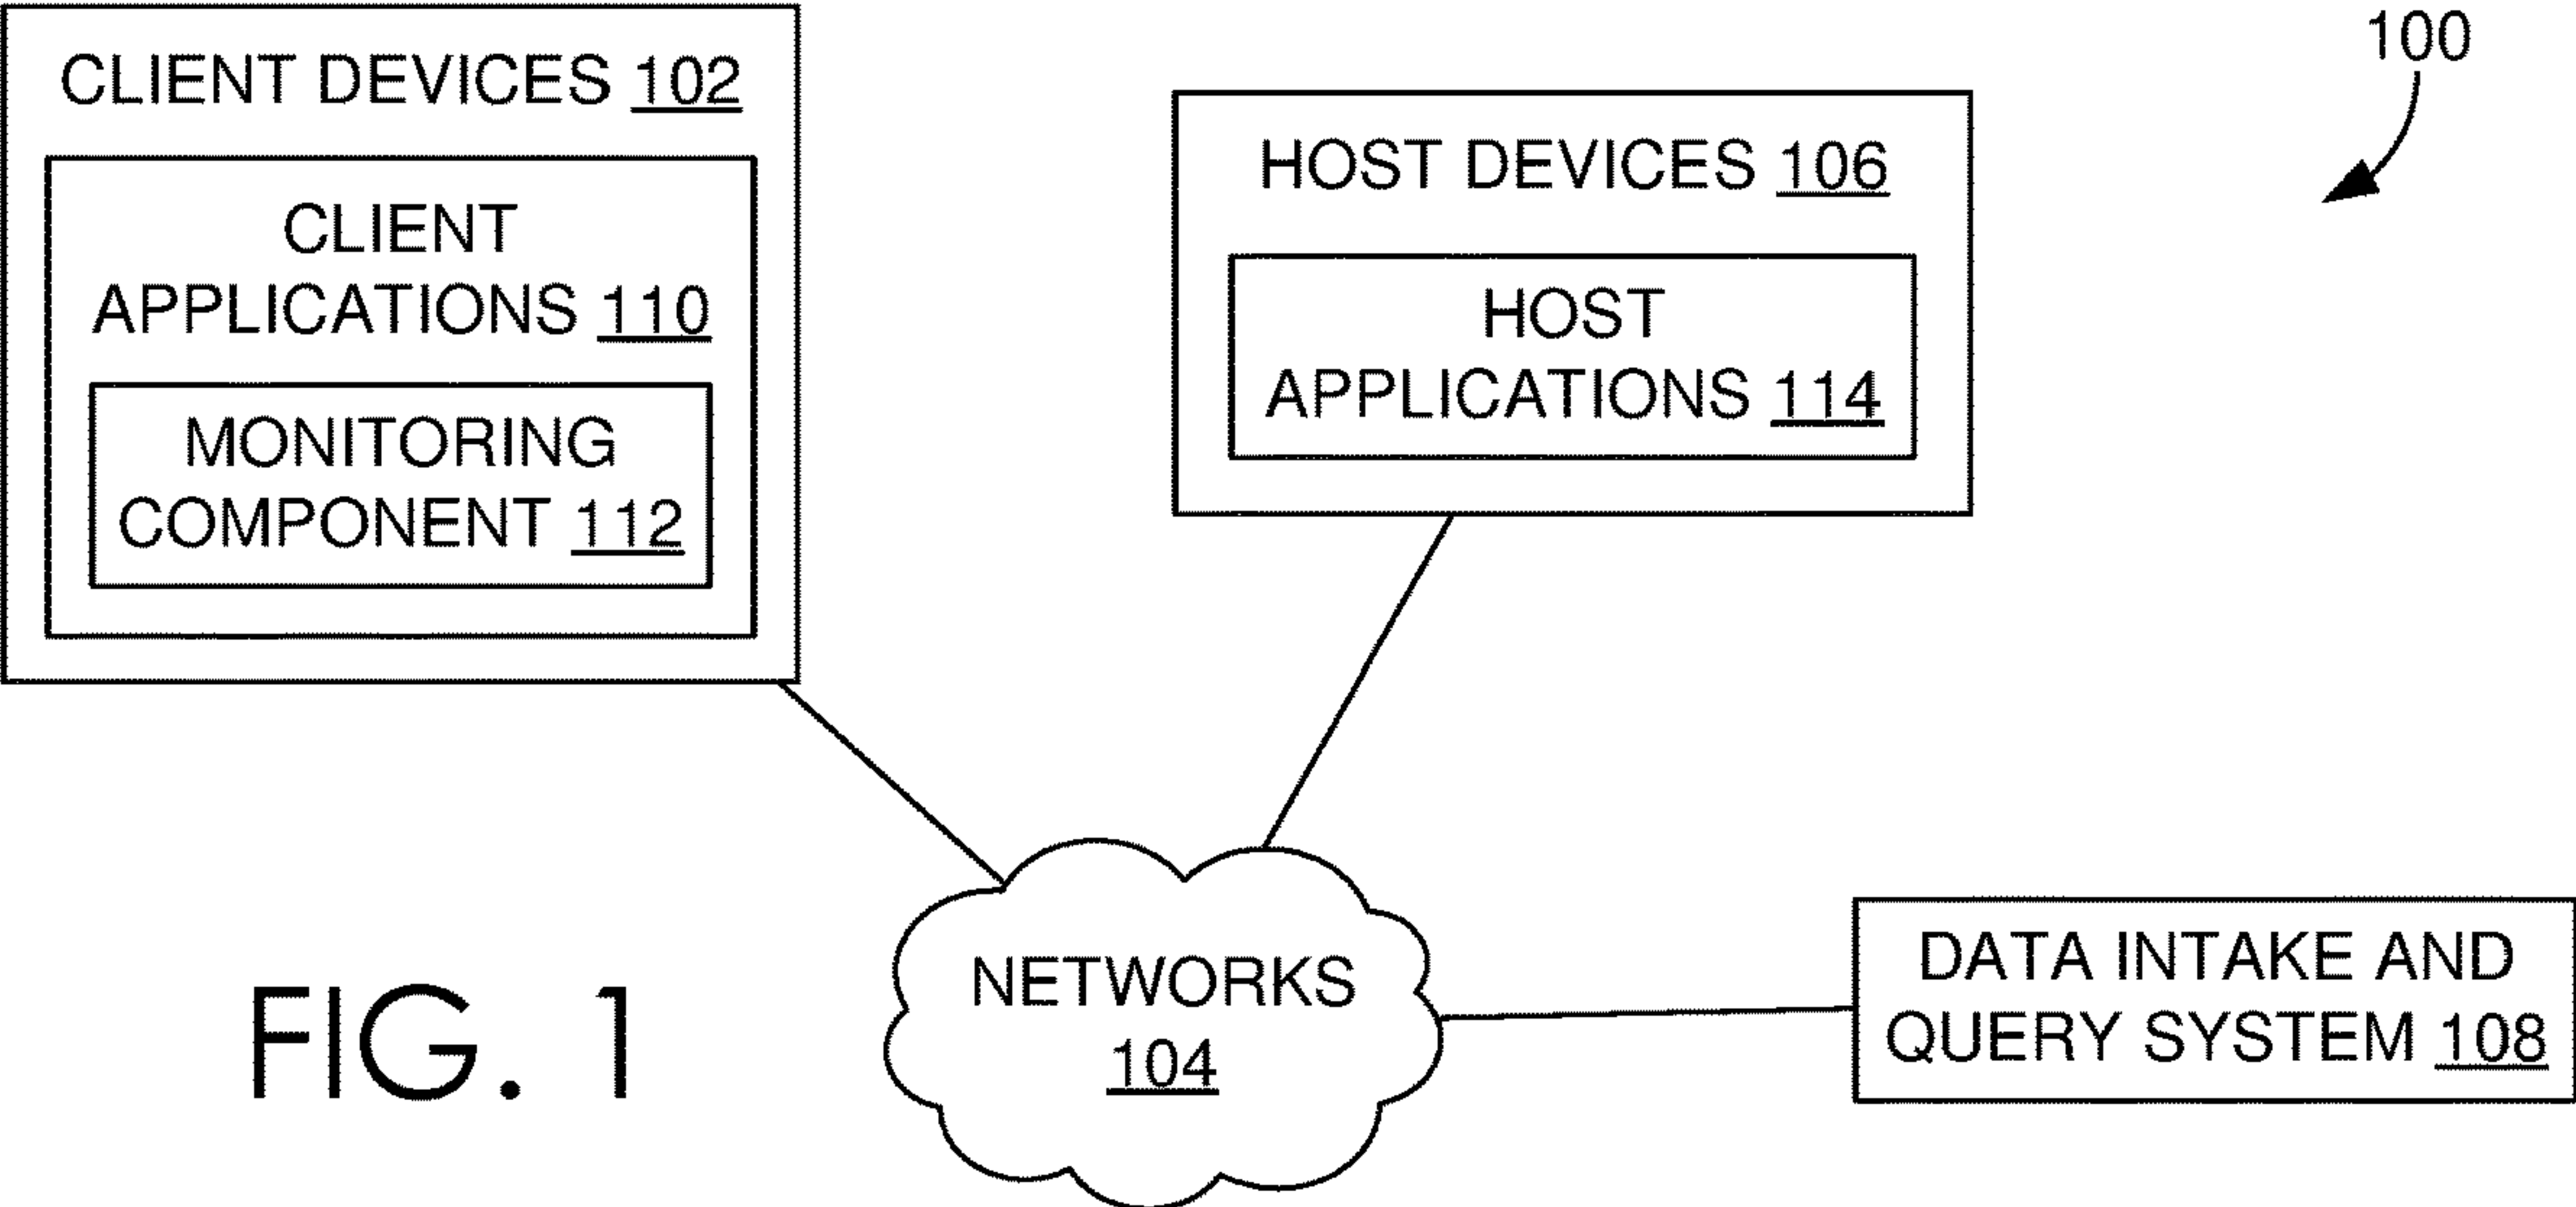 100
CLIENT DEVICES 102
CLIENT
APPLICATIONS 110
MONITORING
COMPONENT 112
HOST DEVICES 106
HOST
APPLICATIONS 114
NETWORKS
104
DATA INTAKE AND
QUERY SYSTEM 108
FIG. 1